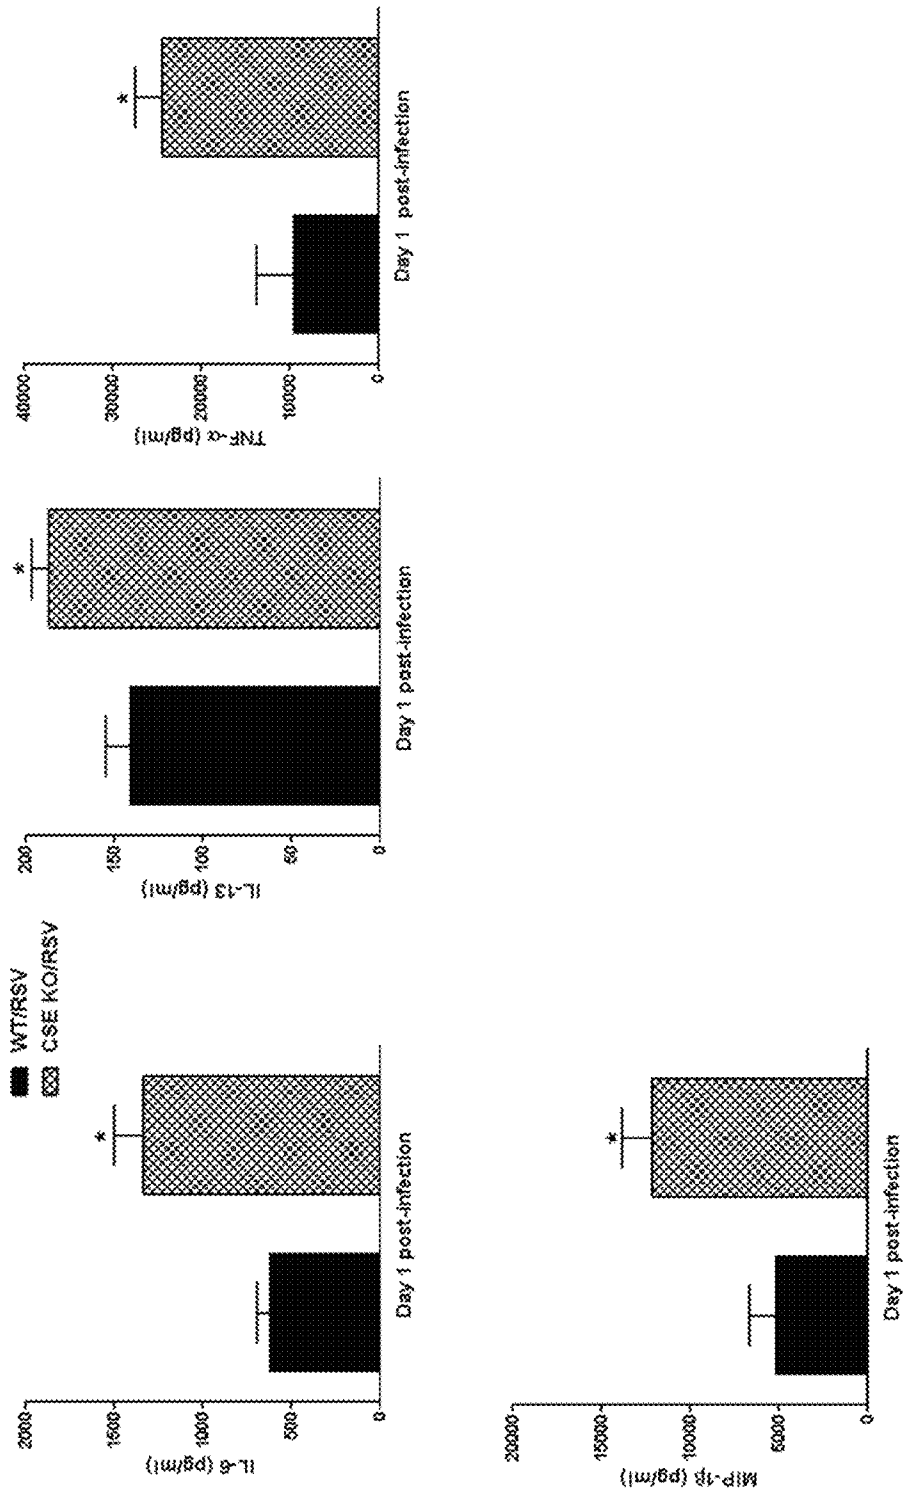 WT/RSV
CSE KO/RSV
IL-6 (pg/ml)
2000
1500
1000
500
0
Day 1 post-infection
IL-13 (pg/ml)
200
150
100
50
0
Day 1 post-infection
*
TNF-α (pg/ml)
40000
30000
20000
10000
0
Day 1 post-infection
*
MIP-1β (pg/ml)
20000
15000
10000
5000
0
Day 1 post-infection
*
*